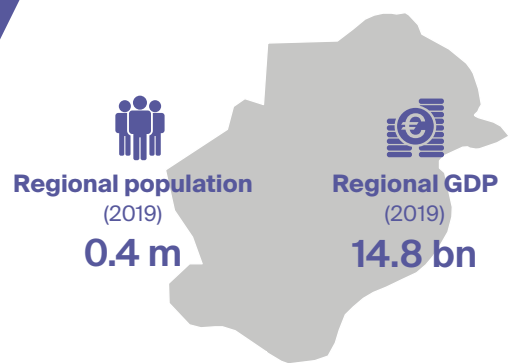 Regional population
(2019)
0.4 m
€
Regional GDP
(2019)
14.8 bn